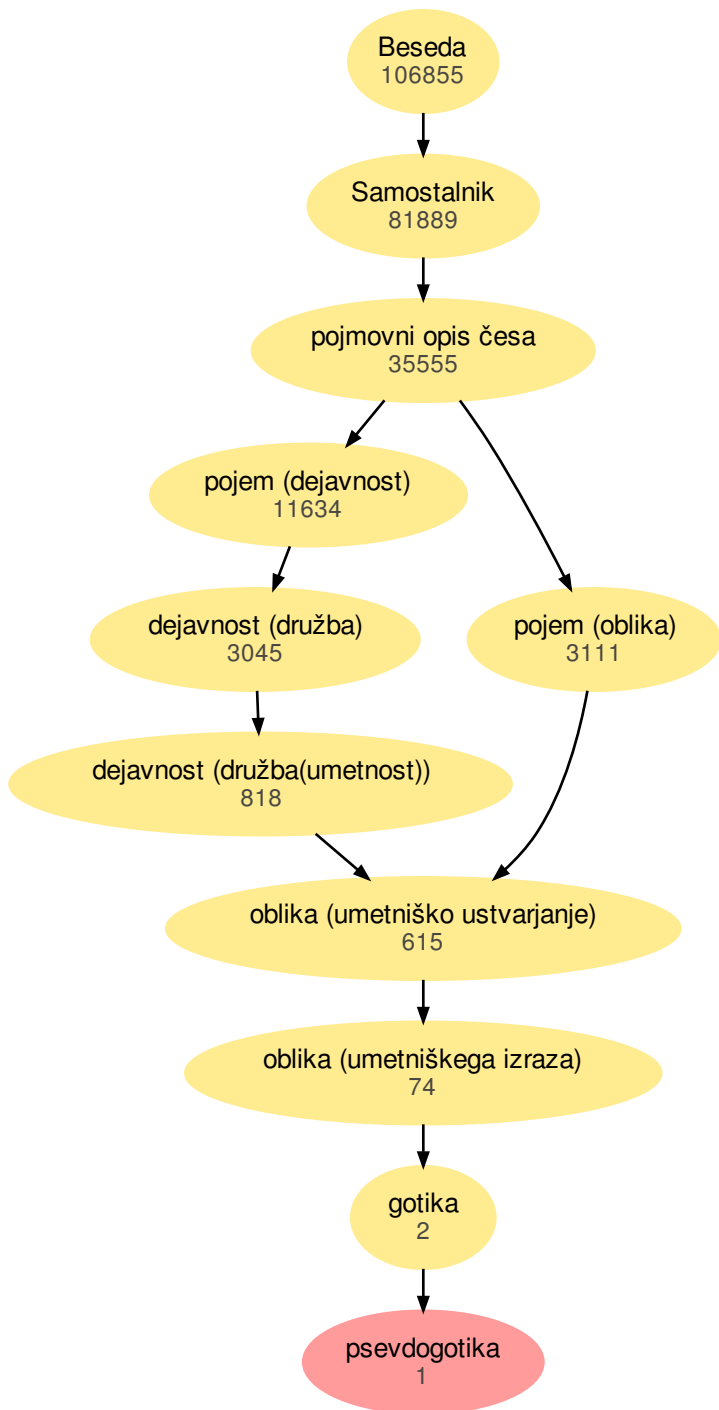 Beseda
106855
Samostalnik
81889
pojmovni opis česa
35555
pojem (dejavnost)
11634
dejavnost (družba)
3045
pojem (oblika)
3111
dejavnost (družba(umetnost))
818
oblika (umetniško ustvarjanje)
615
oblika (umetniškega izraza)
74
gotika
2
psevdogotika
1